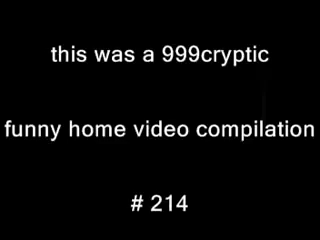 this was a 999cryptic
funny home video compilation
# 214